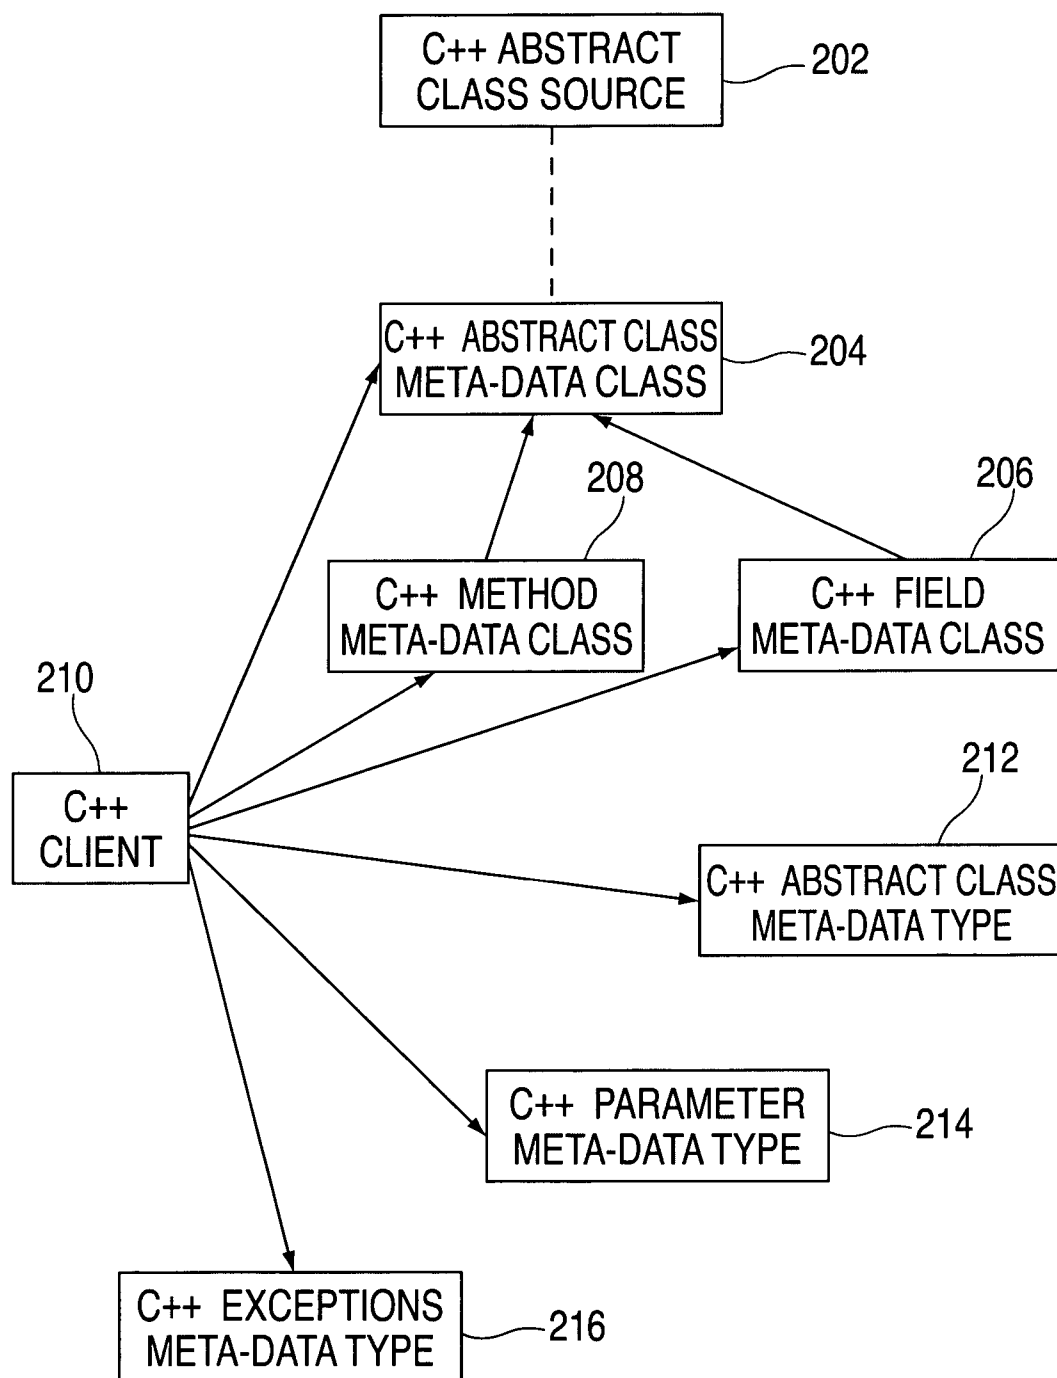 C++ ABSTRACT
CLASS SOURCE
202
C++ ABSTRACT CLASS
META-DATA CLASS
204
208
206
C++ METHOD
META-DATA CLASS
C++ FIELD
META-DATA CLASS
210
C++
CLIENT
212
C++ ABSTRACT CLASS
META-DATA TYPE
C++ PARAMETER
META-DATA TYPE
214
C++ EXCEPTIONS
META-DATA TYPE
216